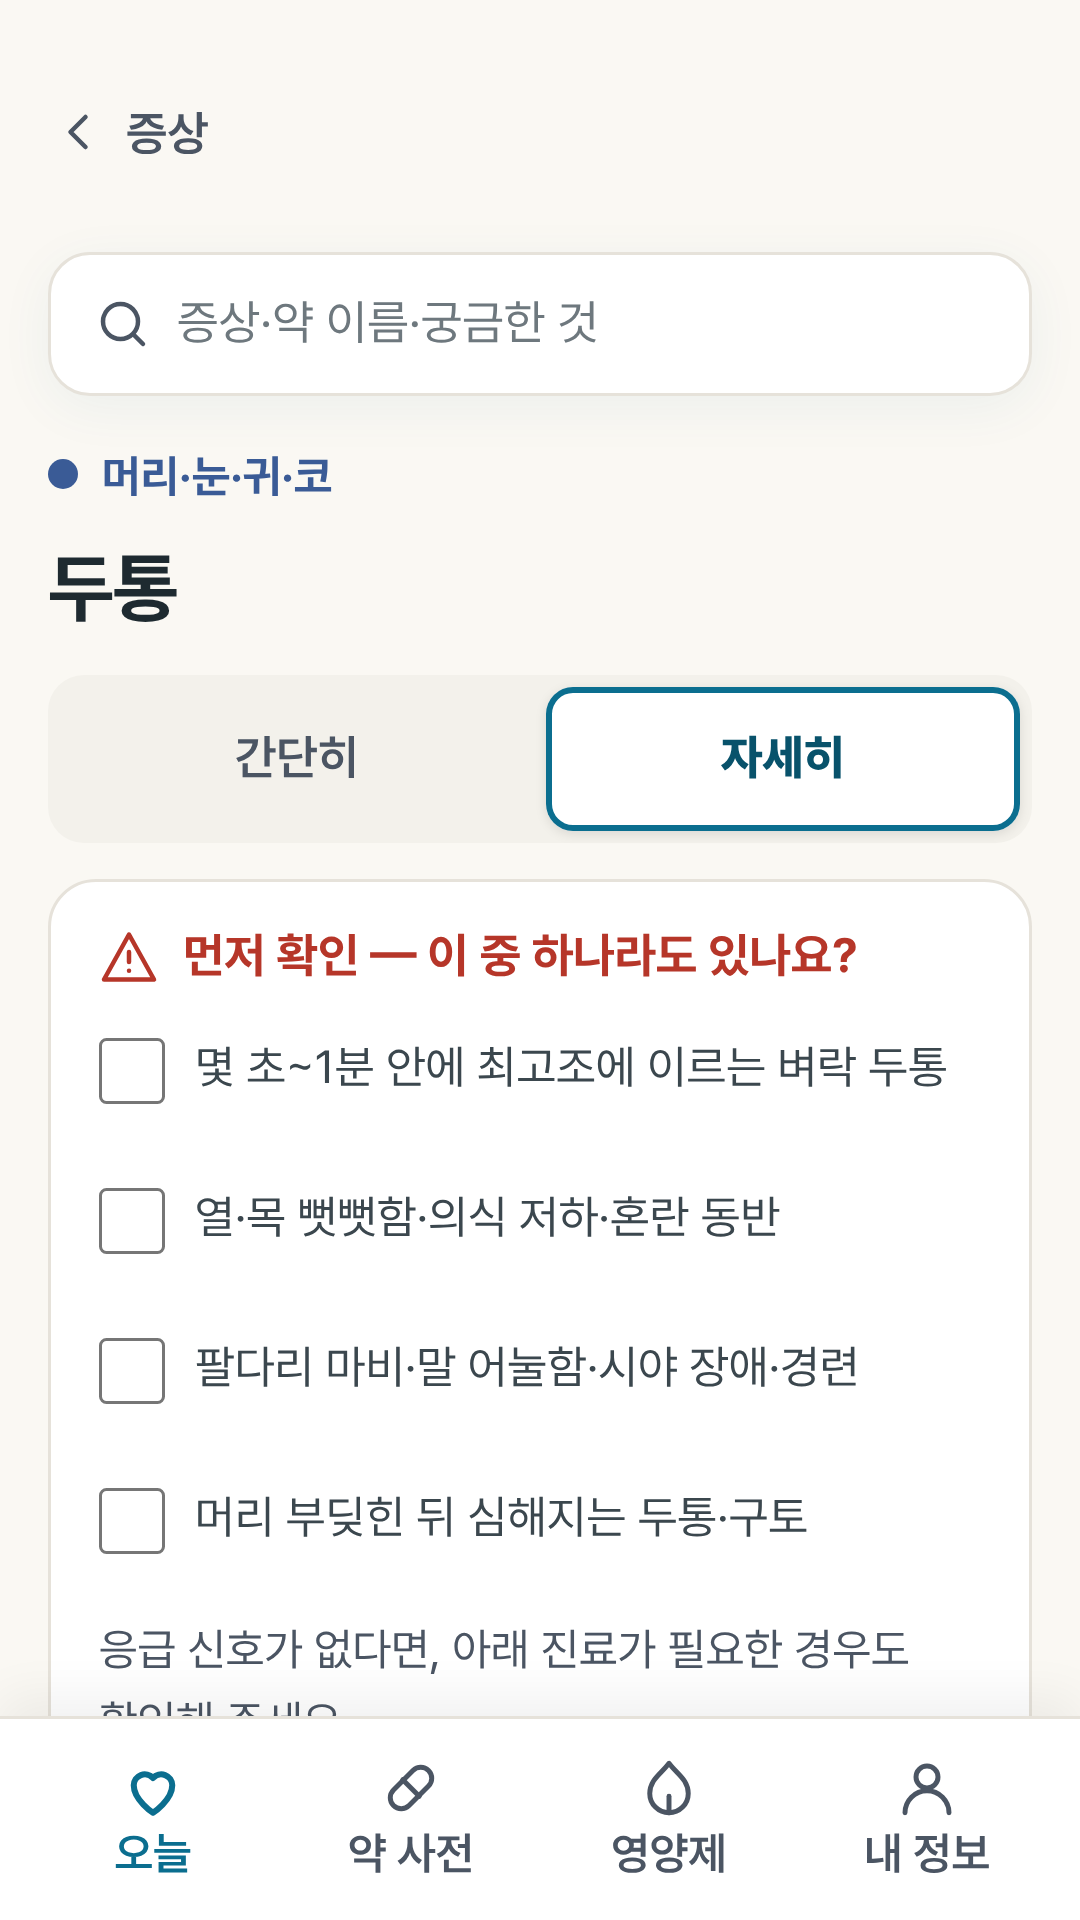 증상
증상·약 이름·궁금한 것
머리·눈·귀·코
두통
간단히
자세히
먼저 확인 — 이 중 하나라도 있나요?
몇 초~1분 안에 최고조에 이르는 벼락 두통
열·목 뻣뻣함·의식 저하·혼란 동반
팔다리 마비·말 어눌함·시야 장애·경련
머리 부딪힌 뒤 심해지는 두통·구토
응급 신호가 없다면, 아래 진료가 필요한 경우도
오늘
약 사전
영양제
내 정보